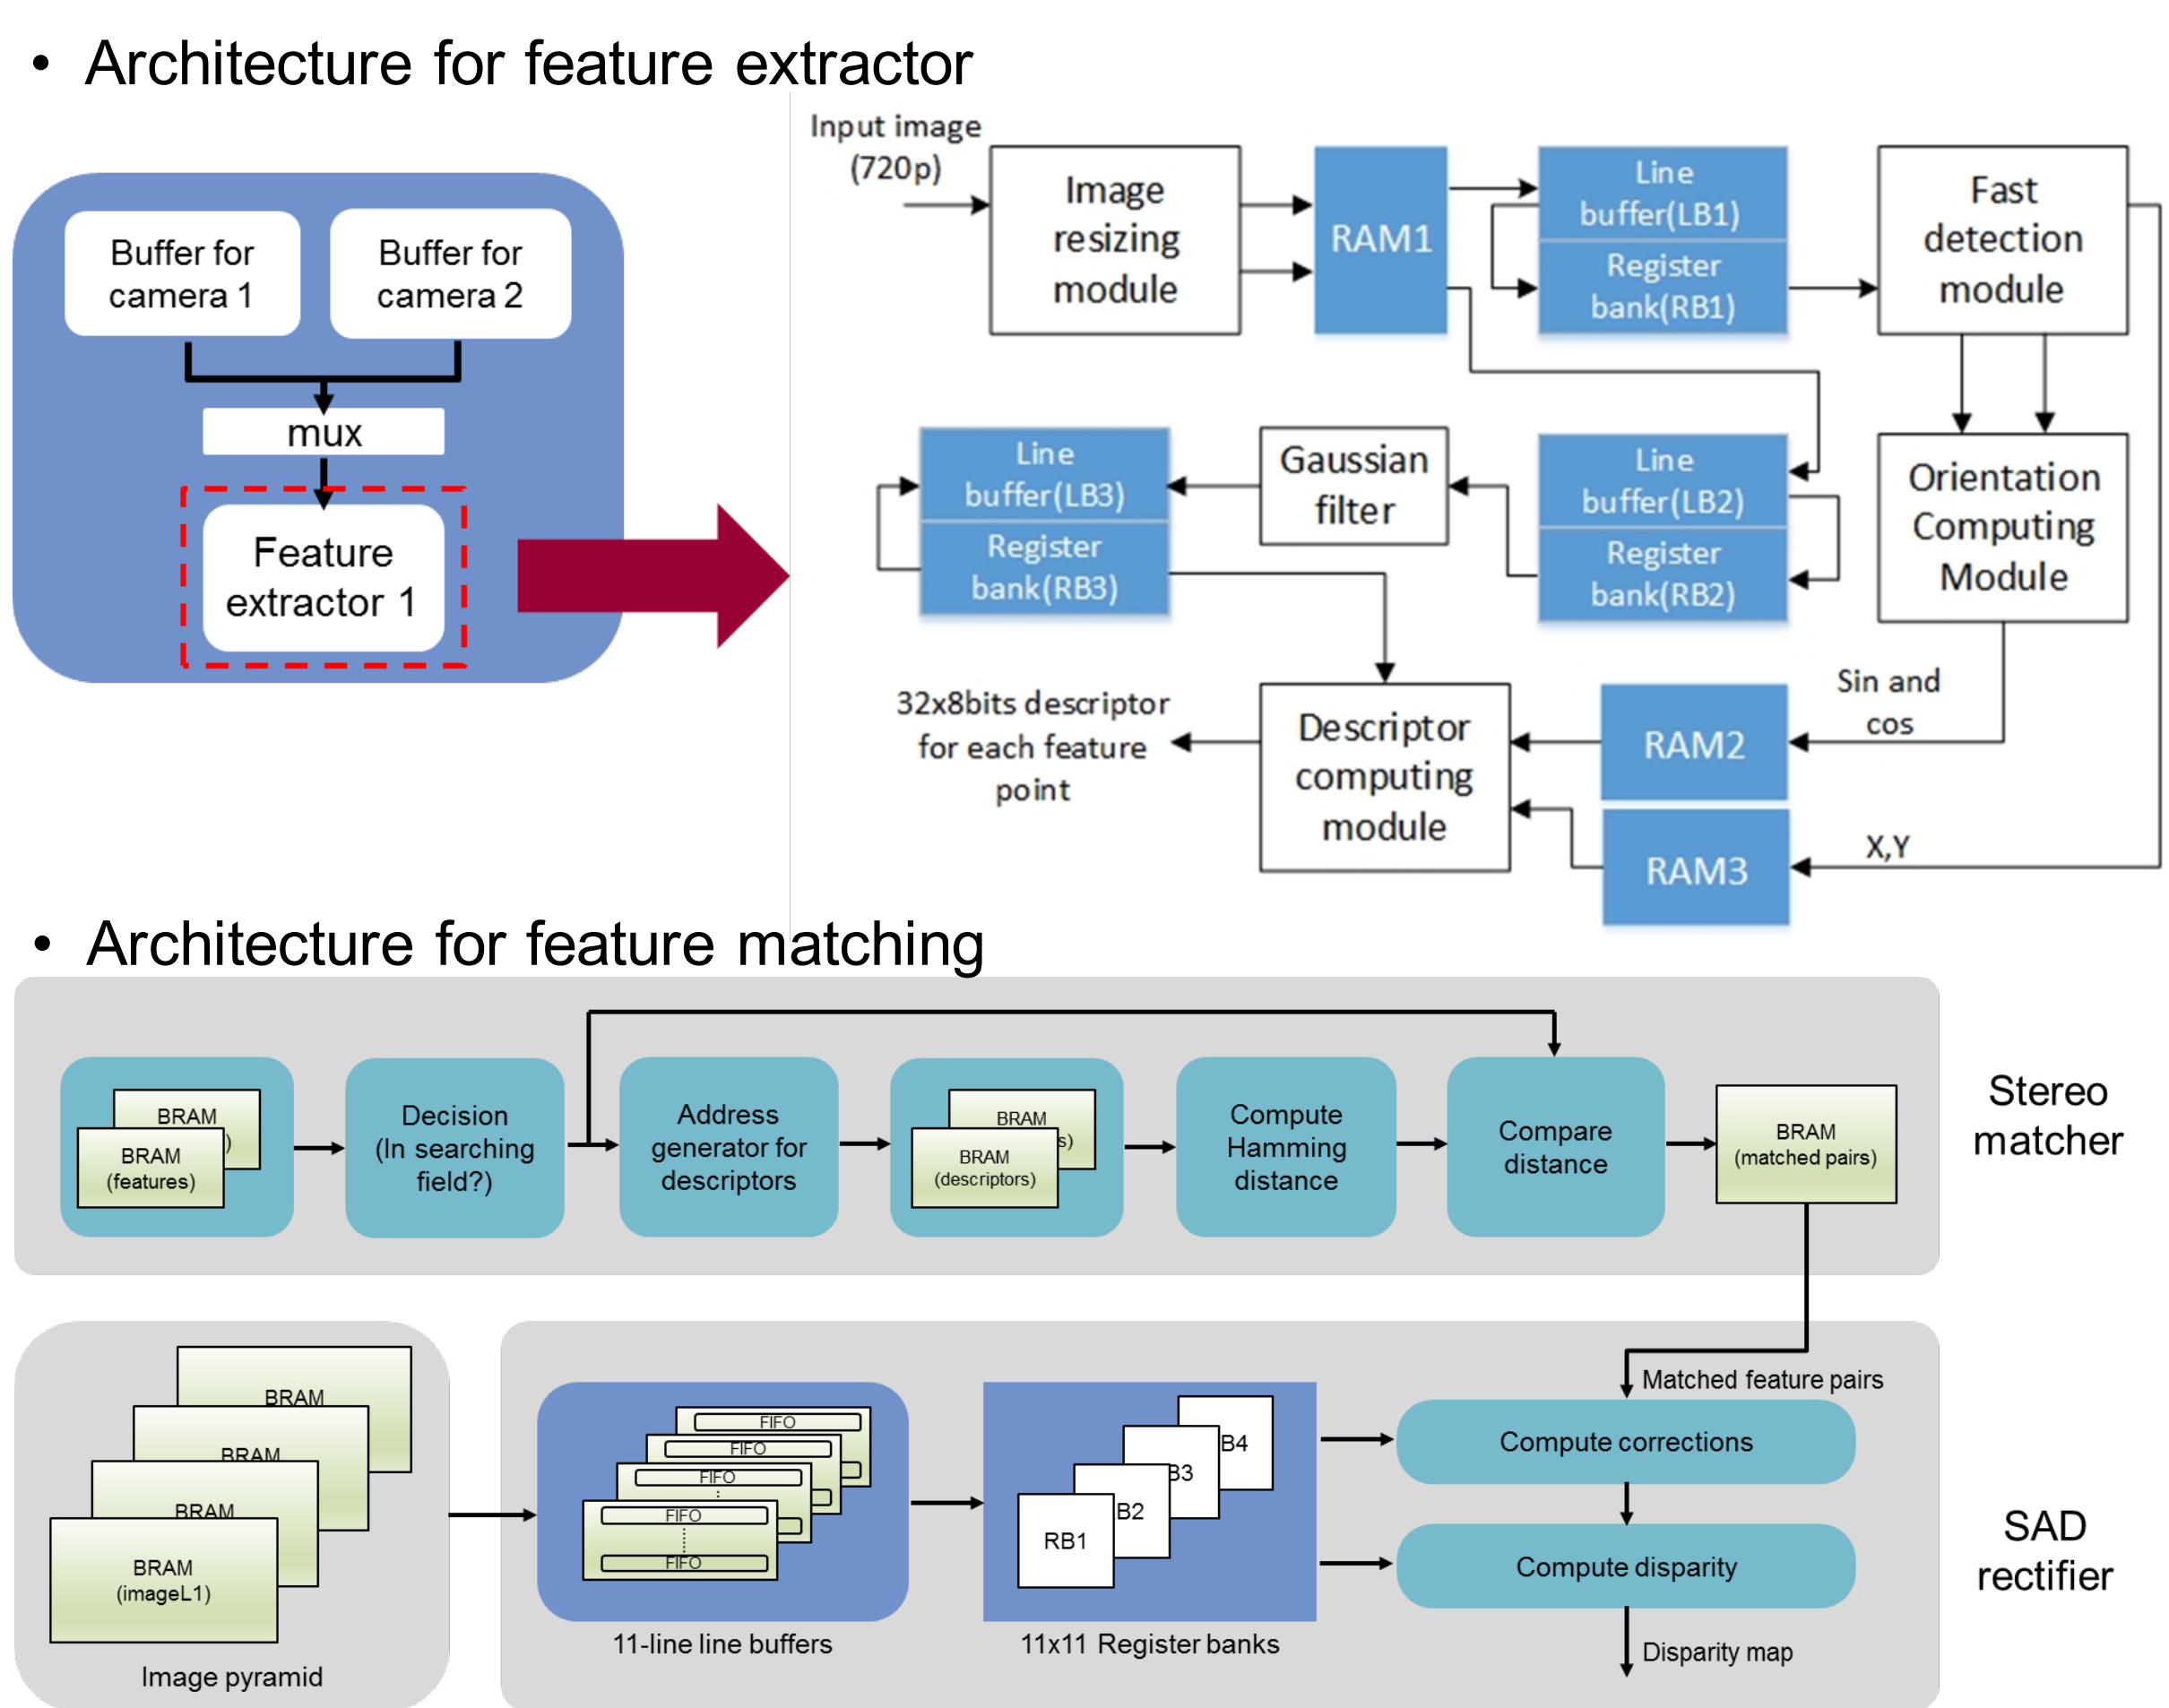 • Architecture for feature extractor
Buffer for
camera 1
Buffer for
camera 2
mux
Feature
extractor 1
Input image
(720p)
Image
resizing
module
RAM1
Line
buffer(LB1)
Register
bank(RB1)
Fast
detection
module
Line
buffer(LB3)
Register
bank(RB3)
Gaussian
filter
Line
buffer(LB2)
Register
bank(RB2)
Orientation
Computing
Module
32x8bits descriptor
for each feature
point
Descriptor
computing
module
RAM2
Sin and
cos
RAM3
X,Y
• Architecture for feature matching
BRAM
)
BRAM
(features)
Decision
(In searching
field?)
Address
generator for
descriptors
BRAM
s)
BRAM
(descriptors)
Compute
Hamming
distance
Compare
distance
BRAM
(matched pairs)
Stereo
matcher
BRAM
BRAM
BRAM
BRAM
(imageL1)
Image pyramid
FIFO
FIFO
FIFO
FIFO
FIFO
11-line line buffers
B4
B3
B2
RB1
11x11 Register banks
Matched feature pairs
Compute corrections
Compute disparity
Disparity map
SAD
rectifier